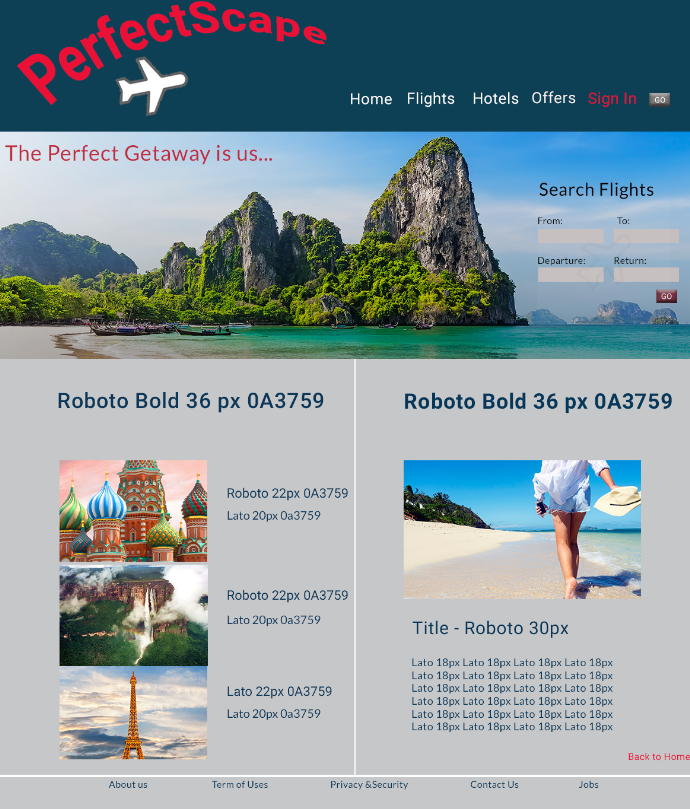 PerfectScape
Home Flights Hotels Offers Sign In GO
The Perfect Getaway is us...
Search Flights
From: To:
Departure: Return:
GO
Roboto Bold 36 px 0A3759
Roboto 22px 0A3759
Lato 20px 0a3759
Roboto 22px 0A3759
Lato 20px 0a3759
Lato 22px 0A3759
Lato 20px 0a3759
Roboto Bold 36 px 0A3759
Title - Roboto 30px
Lato 18px Lato 18px Lato 18px Lato 18px
Lato 18px Lato 18px Lato 18px Lato 18px
Lato 18px Lato 18px Lato 18px Lato 18px
Lato 18px Lato 18px Lato 18px Lato 18px
Lato 18px Lato 18px Lato 18px Lato 18px
Lato 18px Lato 18px Lato 18px Lato 18px
Back to Home
About us Term of Uses Privacy &Security Contact Us Jobs